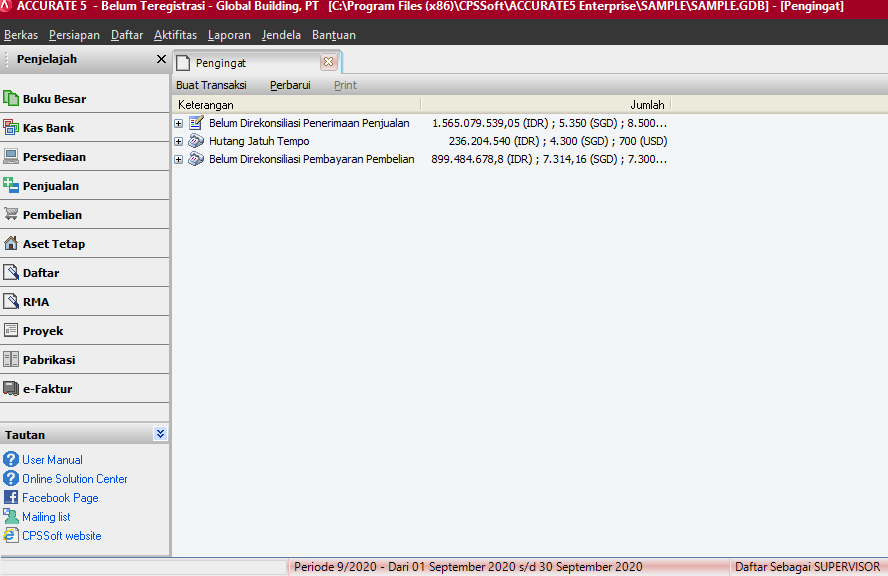 ACCURATE 5 - Belum Teregistrasi - Global Building, PT [C:\Program Files (x86)\CPSSoft\ACCURATE5 Enterprise\SAMPLE\SAMPLE.GDB] - [Pengingat]
Berkas Persiapan Daftar Aktifitas Laporan Jendela Bantuan
Penjelajah
Buku Besar
Kas Bank
Persediaan
Penjualan
Pembelian
Aset Tetap
Daftar
RMA
Proyek
Pabrikasi
e-Faktur
Tautan
User Manual
Online Solution Center
Facebook Page
Mailing list
CPSSoft website
Pengingat
Buat Transaksi Perbarui Print
Keterangan Jumlah
Belum Direkonsiliasi Penerimaan Penjualan 1.565.079.539,05 (IDR) ; 5.350 (SGD) ; 8.500...
Hutang Jatuh Tempo 236.204.540 (IDR) ; 4.300 (SGD) ; 700 (USD)
Belum Direkonsiliasi Pembayaran Pembelian 899.484.678,8 (IDR) ; 7.314,16 (SGD) ; 7.300...
Periode 9/2020 - Dari 01 September 2020 s/d 30 September 2020 Daftar Sebagai SUPERVISOR